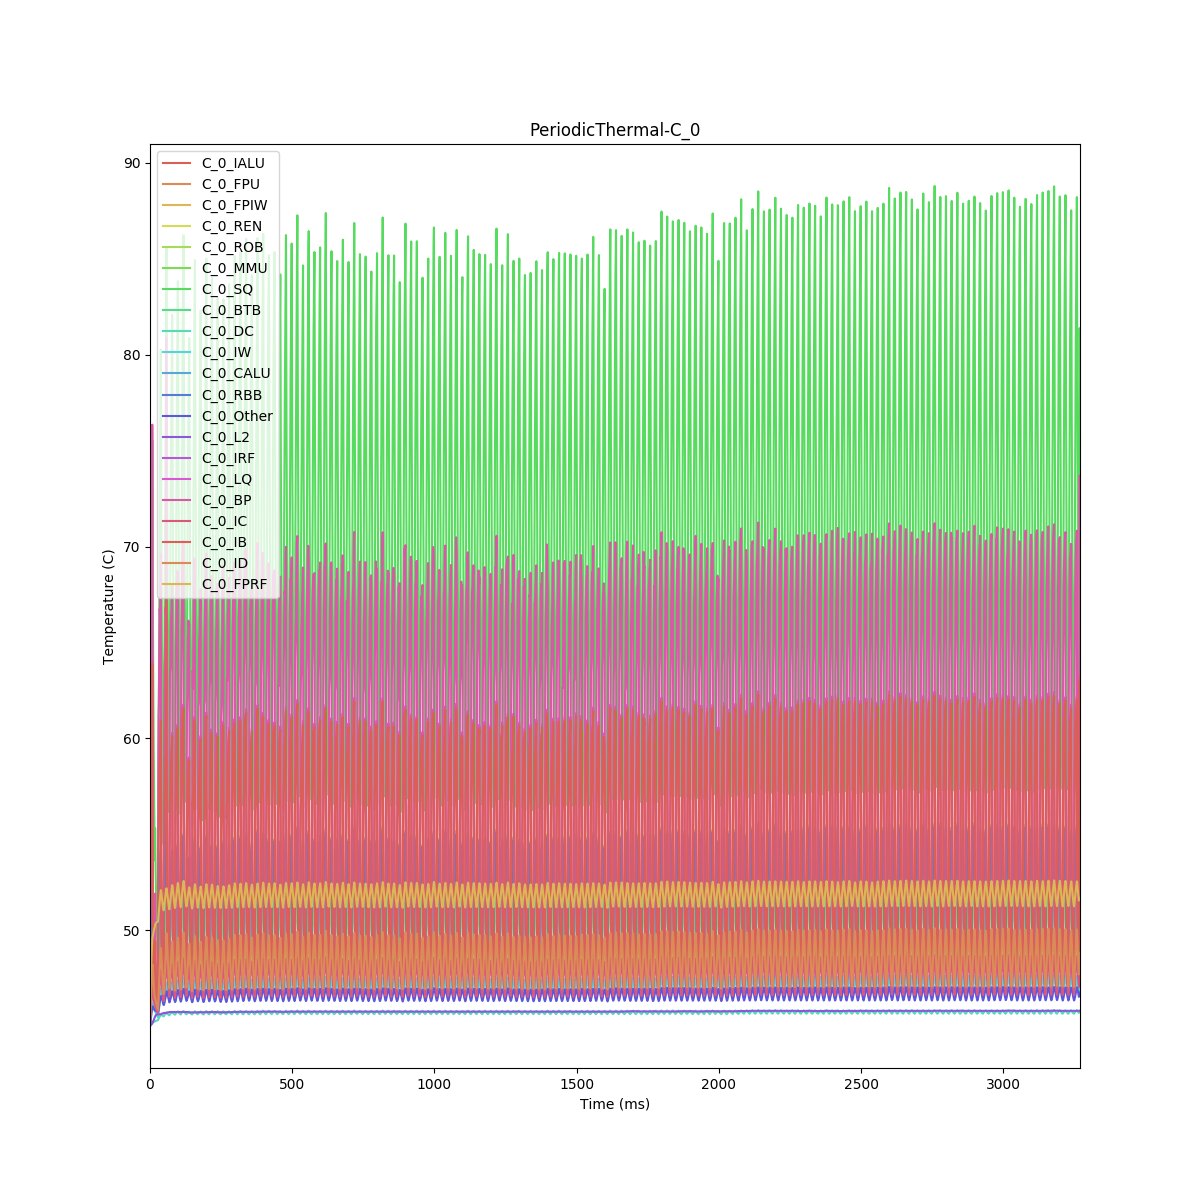 PeriodicThermal-C_0
90
80
70
60
50
Temperature (C)
C_0_IALU
C_0_FPU
C_0_FPIW
C_0_REN
C_0_ROB
C_0_MMU
C_0_SQ
C_0_BTB
C_0_DC
C_0_IW
C_0_CALU
C_0_RBB
C_0_Other
C_0_L2
C_0_IRF
C_0_LQ
C_0_BP
C_0_IC
C_0_IB
C_0_ID
C_0_FPRF
0 500 1000 1500 2000 2500 3000
Time (ms)